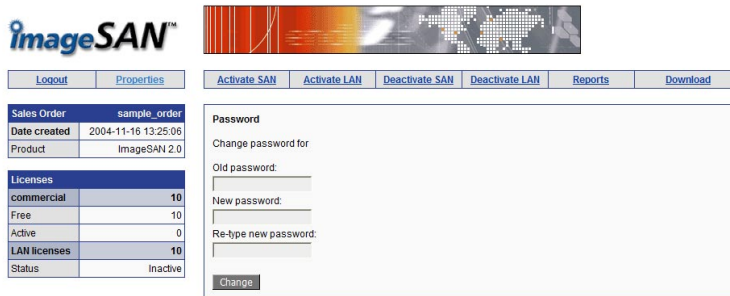 imageSAN™
Logout Properties
Activate SAN Activate LAN Deactivate SAN Deactivate LAN Reports Download
Sales Order sample_order
Date created 2004-11-16 13:25:06
Product ImageSAN 2.0
Licenses
commercial 10
Free 10
Active 0
LAN licenses 10
Status Inactive
Password
Change password for
Old password:
New password:
Re-type new password:
Change